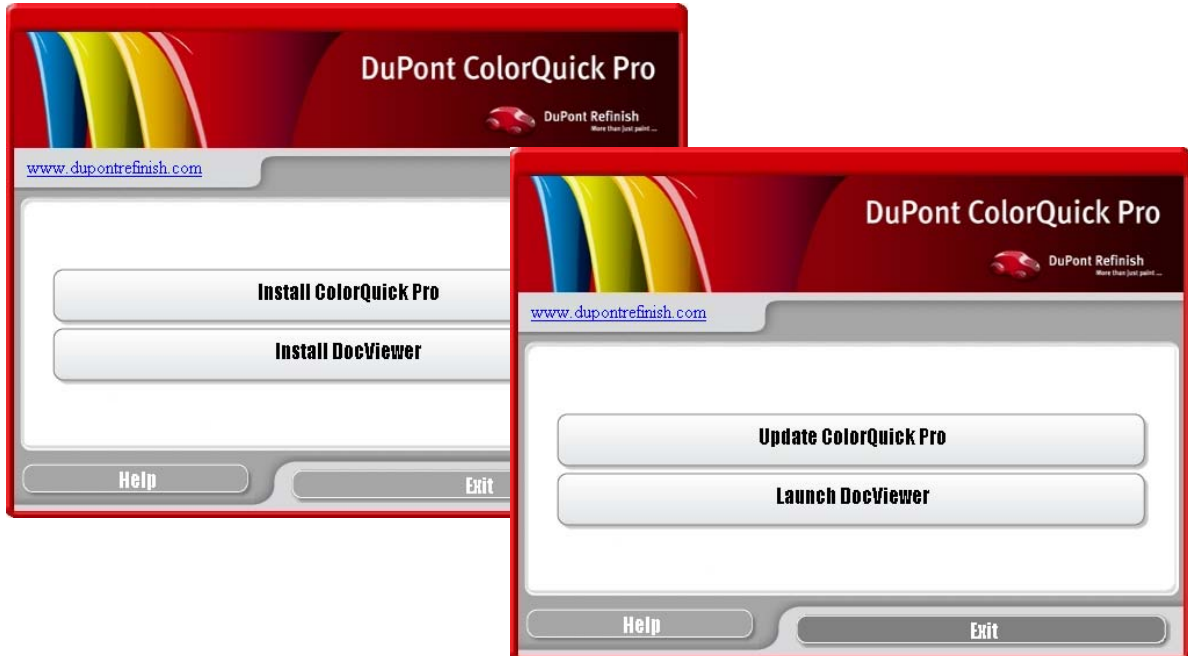 DuPont ColorQuick Pro
DuPont Refinish
More than just paint ...
www.dupontrefinish.com
Install ColorQuick Pro
Install DocViewer
Help
Exit
DuPont ColorQuick Pro
DuPont Refinish
More than just paint ...
www.dupontrefinish.com
Update ColorQuick Pro
Launch DocViewer
Help
Exit